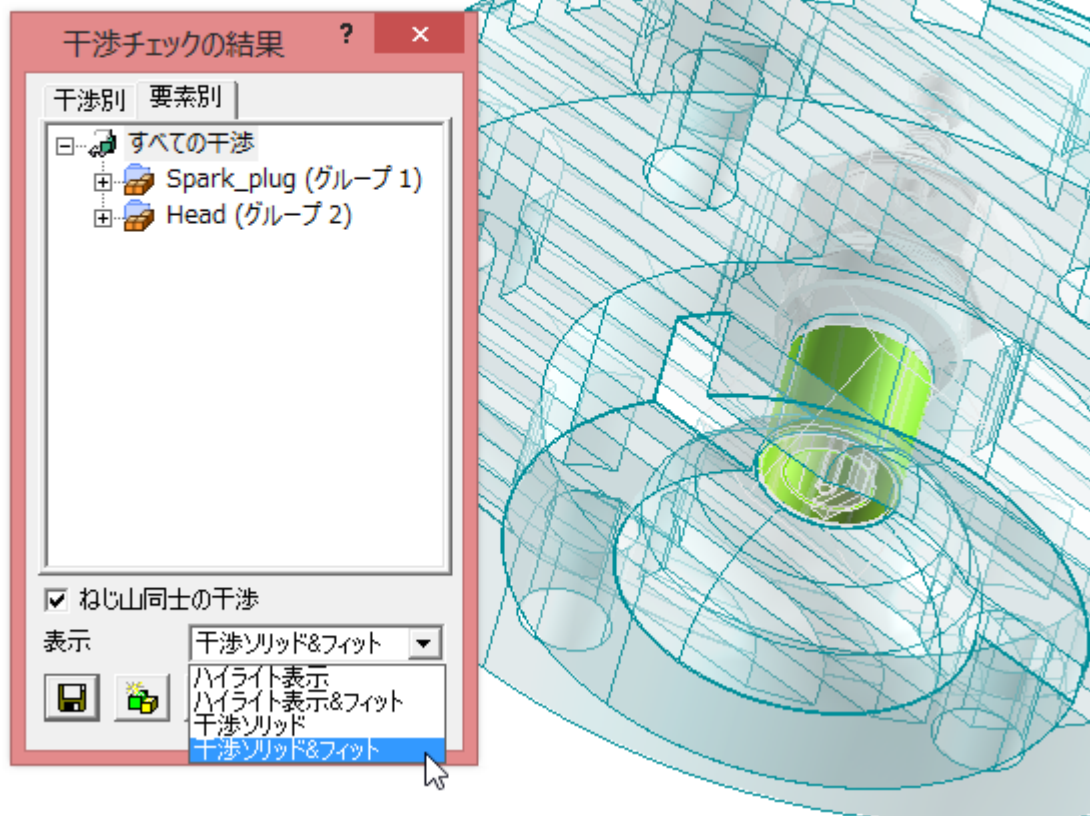 干渉チェックの結果 ? ×
干渉別 要素別
すべての干渉
Spark_plug (グループ 1)
Head (グループ 2)
ねじ山同士の干渉
表示 干渉ソリッド&フィット
ハイライト表示
ハイライト表示&フィット
干渉ソリッド
干渉ソリッド&フィット